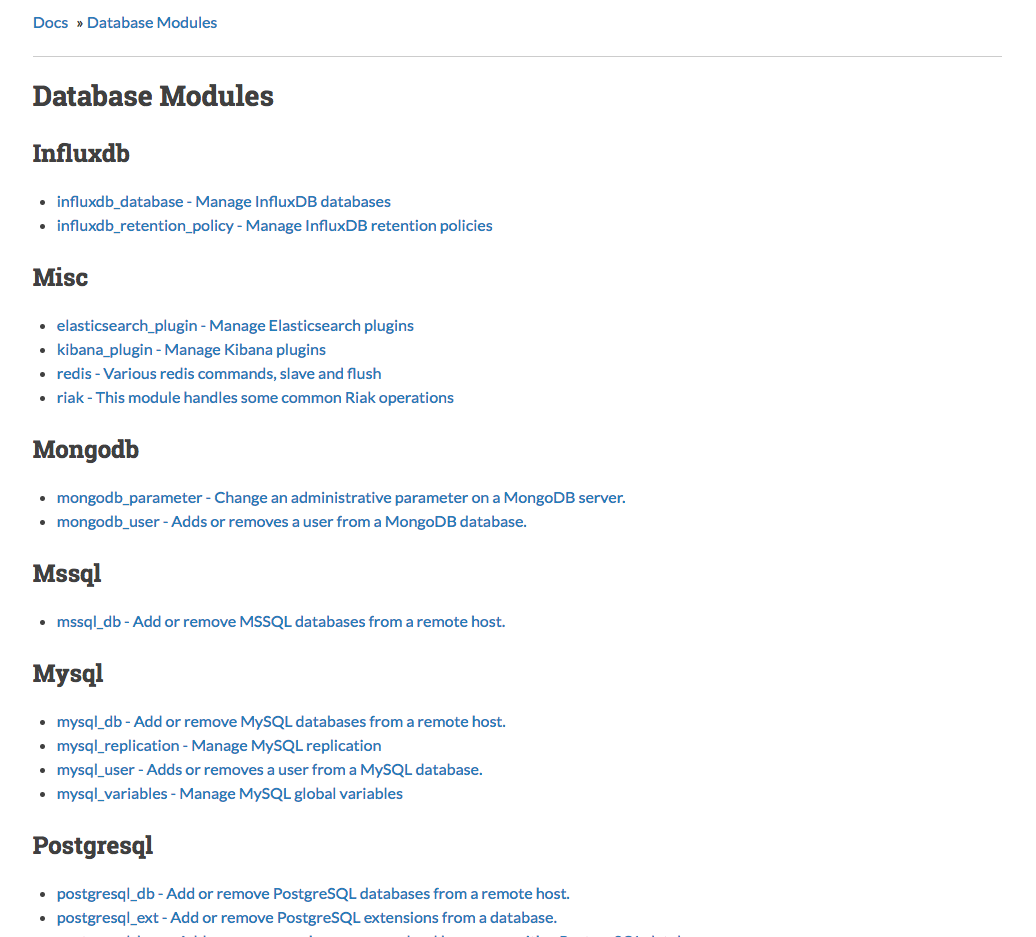 Docs » Database Modules
Database Modules
Influxdb
influxdb_database - Manage InfluxDB databases
influxdb_retention_policy - Manage InfluxDB retention policies
Misc
elasticsearch_plugin - Manage Elasticsearch plugins
kibana_plugin - Manage Kibana plugins
redis - Various redis commands, slave and flush
riak - This module handles some common Riak operations
Mongodb
mongodb_parameter - Change an administrative parameter on a MongoDB server.
mongodb_user - Adds or removes a user from a MongoDB database.
Mssql
mssql_db - Add or remove MSSQL databases from a remote host.
Mysql
mysql_db - Add or remove MySQL databases from a remote host.
mysql_replication - Manage MySQL replication
mysql_user - Adds or removes a user from a MySQL database.
mysql_variables - Manage MySQL global variables
Postgresql
postgresql_db - Add or remove PostgreSQL databases from a remote host.
postgresql_ext - Add or remove PostgreSQL extensions from a database.